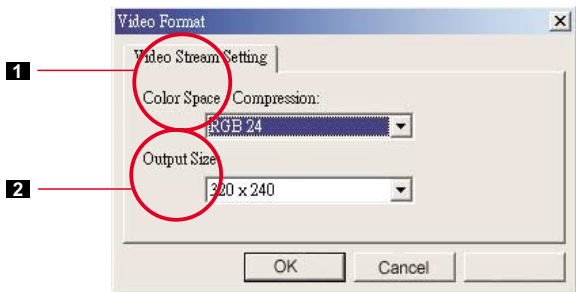 Video Format
Video Stream Setting
1
Color Space / Compression:
RGB 24
Output Size
2
320 x 240
OK
Cancel